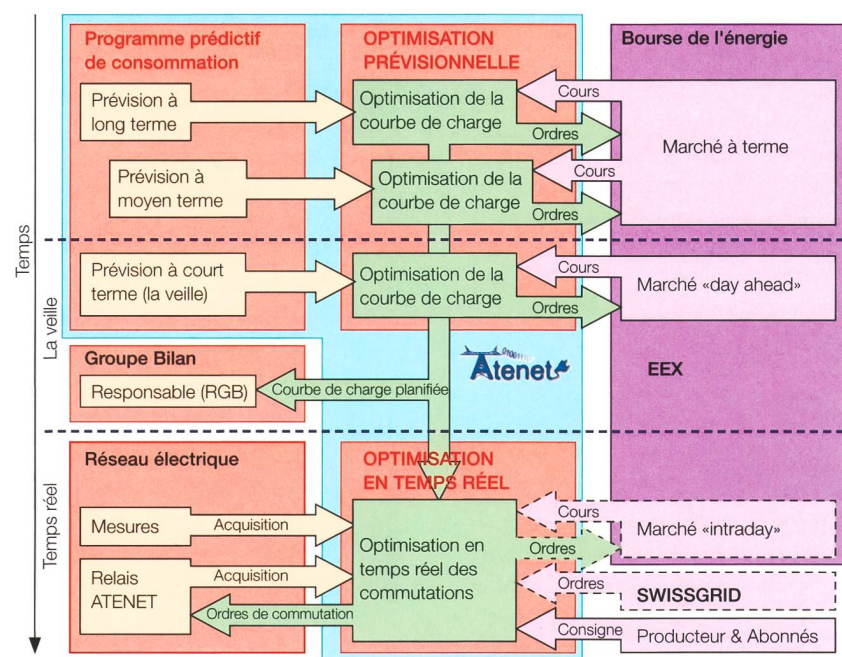 Temps
La veille
Temps réel
Programme prédictif
de consommation
Prévision à
long terme
Prévision à
moyen terme
Prévision à court
terme (la veille)
OPTIMISATION
PRÉVISIONNELLE
Optimisation de la
courbe de charge
Optimisation de la
courbe de charge
Optimisation de la
courbe de charge
Bourse de l'énergie
Cours
Ordres
Marché à terme
Cours
Ordres
Cours
Ordres
Marché «day ahead»
EEX
Groupe Bilan
Responsable (RGB)
Courbe de charge planifiée
Atenet
Réseau électrique
Mesures
Acquisition
Relais
ATENET
Acquisition
Ordres de commutation
OPTIMISATION
EN TEMPS RÉEL
Optimisation en
temps réel des
commutations
Cours
Ordres
Marché «intraday»
Ordres
SWISSGRID
Consigne
Producteur & Abonnés